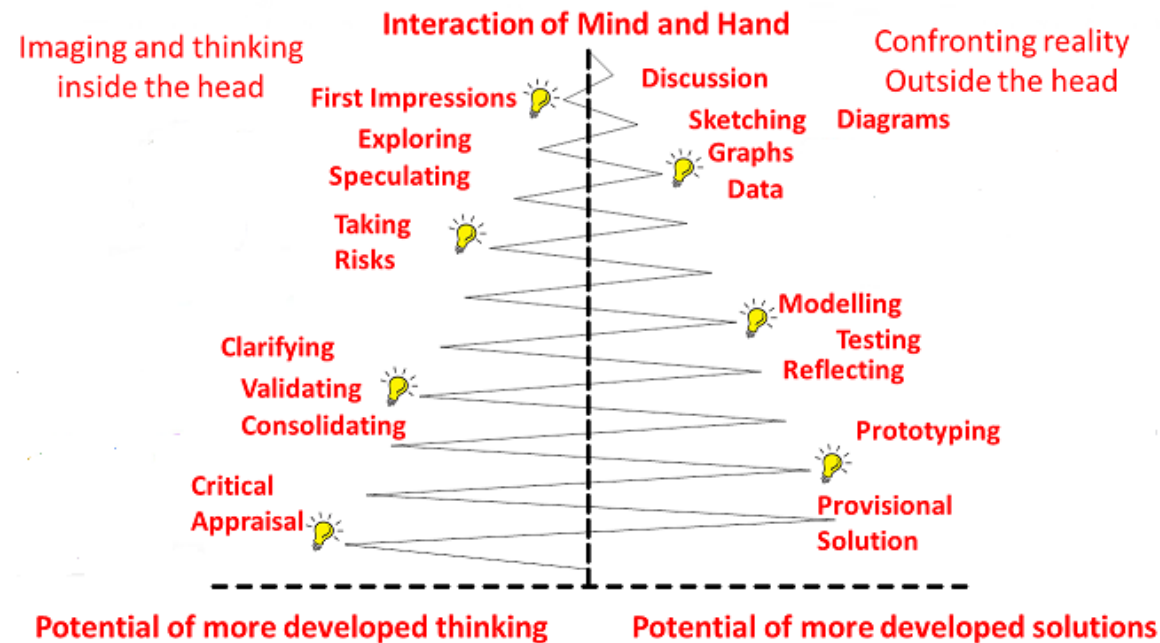 Interaction of Mind and Hand
Imaging and thinking
inside the head
Confronting reality
Outside the head
Discussion
First Impressions
Sketching Diagrams
Exploring
Graphs
Speculating
Data
Taking
Risks
Modelling
Testing
Clarifying
Reflecting
Validating
Consolidating
Prototyping
Critical
Appraisal
Provisional
Solution
Potential of more developed thinking
Potential of more developed solutions